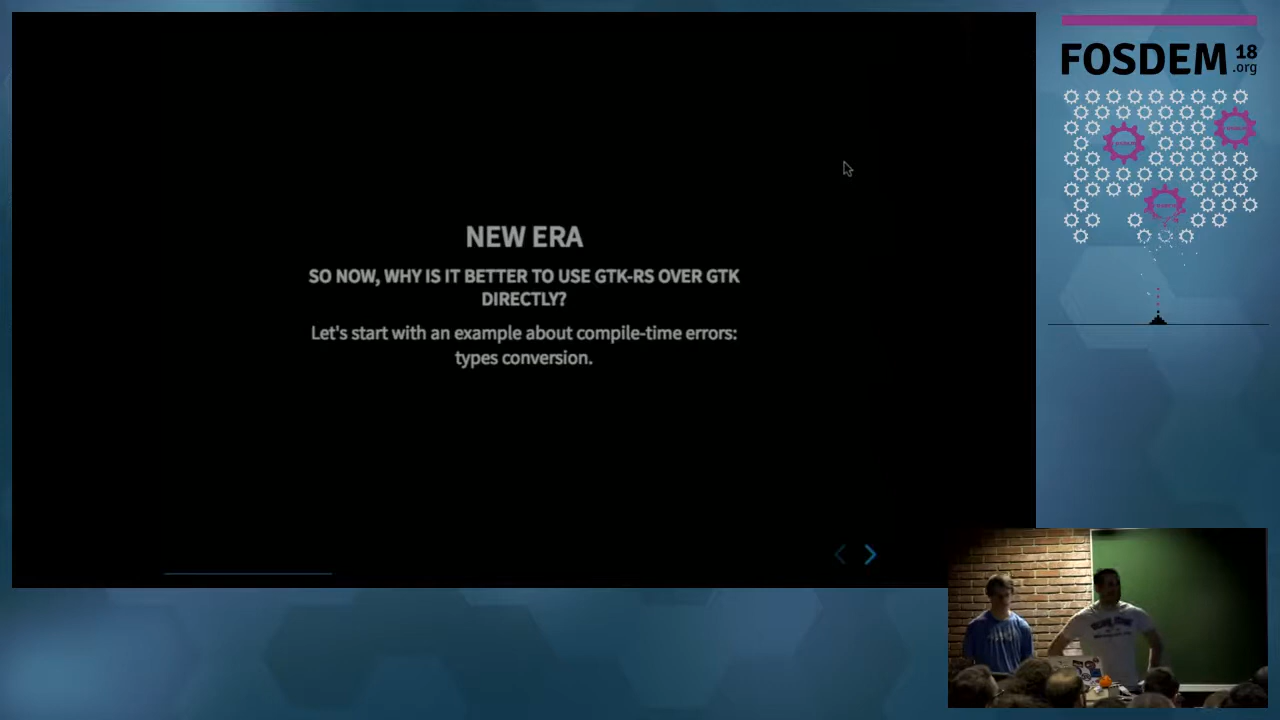 NEW ERA
SO NOW, WHY IS IT BETTER TO USE GTK-RS OVER GTK
DIRECTLY?
Let's start with an example about compile-time errors:
types conversion.
FOSDEM 18
.org